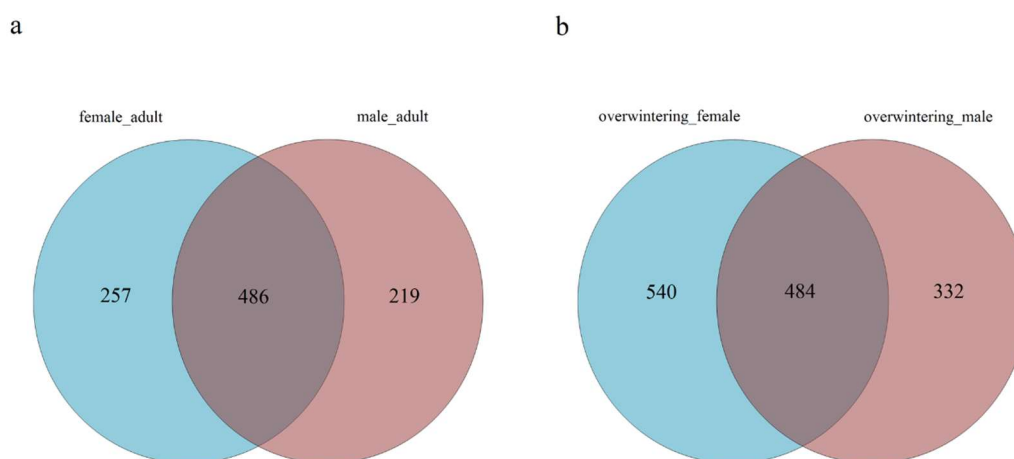 a
b
female_adult
male_adult
overwintering_female
overwintering_male
257
486
219
540
484
332